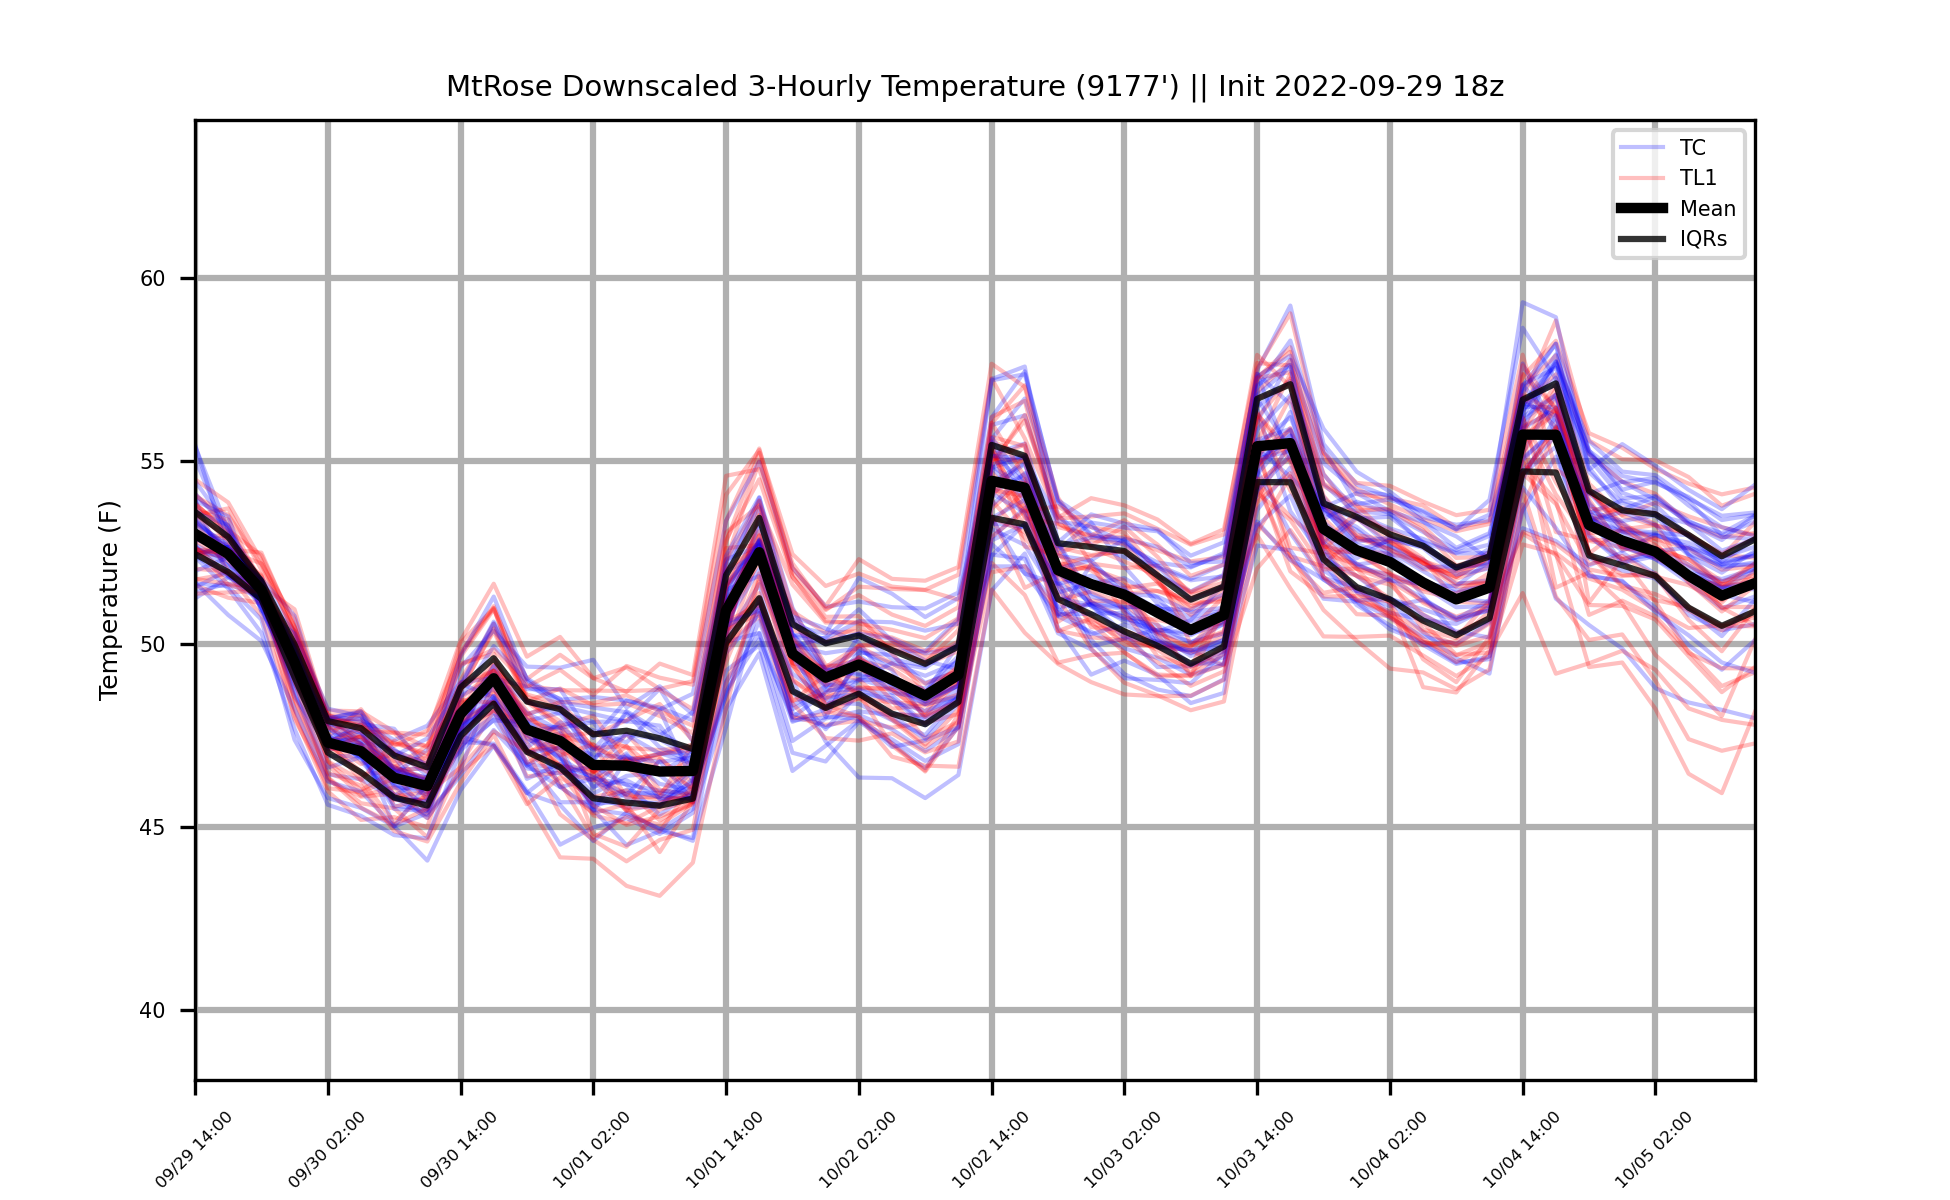 MtRose Downscaled 3-Hourly Temperature (9177') || Init 2022-09-29 18z
TC
TL1
Mean
IQRs
Temperature (F)
60
55
50
45
40
09/29 14:00
09/30 02:00
09/30 14:00
10/01 02:00
10/01 14:00
10/02 02:00
10/02 14:00
10/03 02:00
10/03 14:00
10/04 02:00
10/04 14:00
10/05 02:00